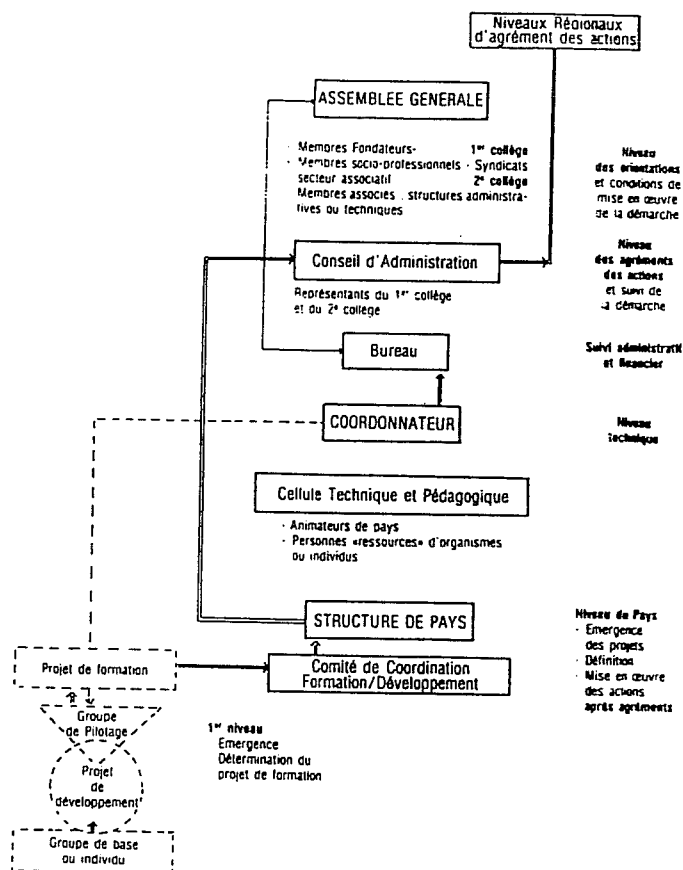 Niveaux Régionaux
d'agrément des actions
ASSEMBLEE GENERALE
· Membres Fondateurs- 1er collège
· Membres socio-professionnels · Syndicats
secteur associatif 2e collège
Membres associés : structures administra-
tives ou techniques
Niveau
des orientations
et conditions de
mise en œuvre
de la démarche
Conseil d'Administration
Représentants du 1er collège
et du 2e collège
Niveau
des agréments
des actions
et suivi de
la démarche
Bureau
Suivi administratif
et financier
COORDONNATEUR
Niveau
technique
Cellule Technique et Pédagogique
· Animateurs de pays
· Personnes «ressources» d'organismes
ou individus
STRUCTURE DE PAYS
Niveau de Pays
· Emergence
des projets
· Définition
· Mise en œuvre
des actions
après agréments
Projet de formation
Comité de Coordination
Formation/Développement
Groupe
de Pilotage
1er niveau
Emergence
Détermination du
projet de formation
Projet
de
développement
Groupe de base
ou individu